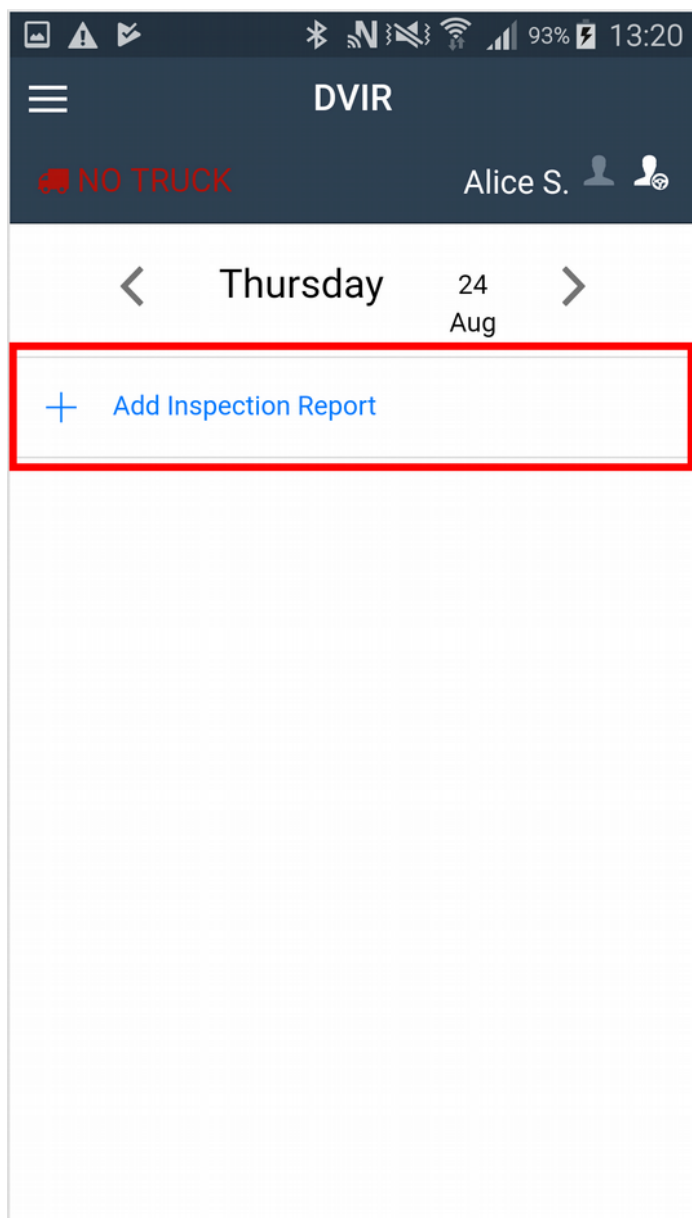 93% 13:20
DVIR
NO TRUCK Alice S.
Thursday 24
Aug
Add Inspection Report